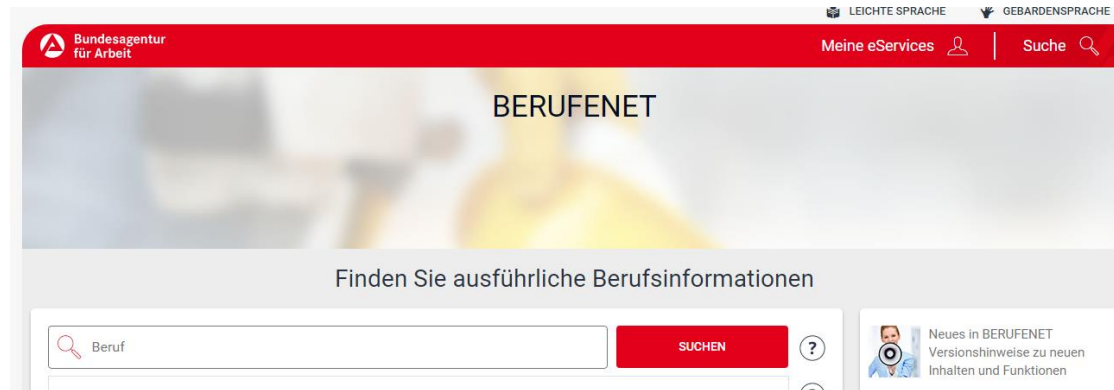 LEICHTE SPRACHE
GEBÄRDENSPRACHE
Bundesagentur
für Arbeit
Meine eServices
Suche
BERUFENET
Finden Sie ausführliche Berufsinformationen
Beruf
SUCHEN
?
Neues in BERUFENET
Versionshinweise zu neuen
Inhalten und Funktionen